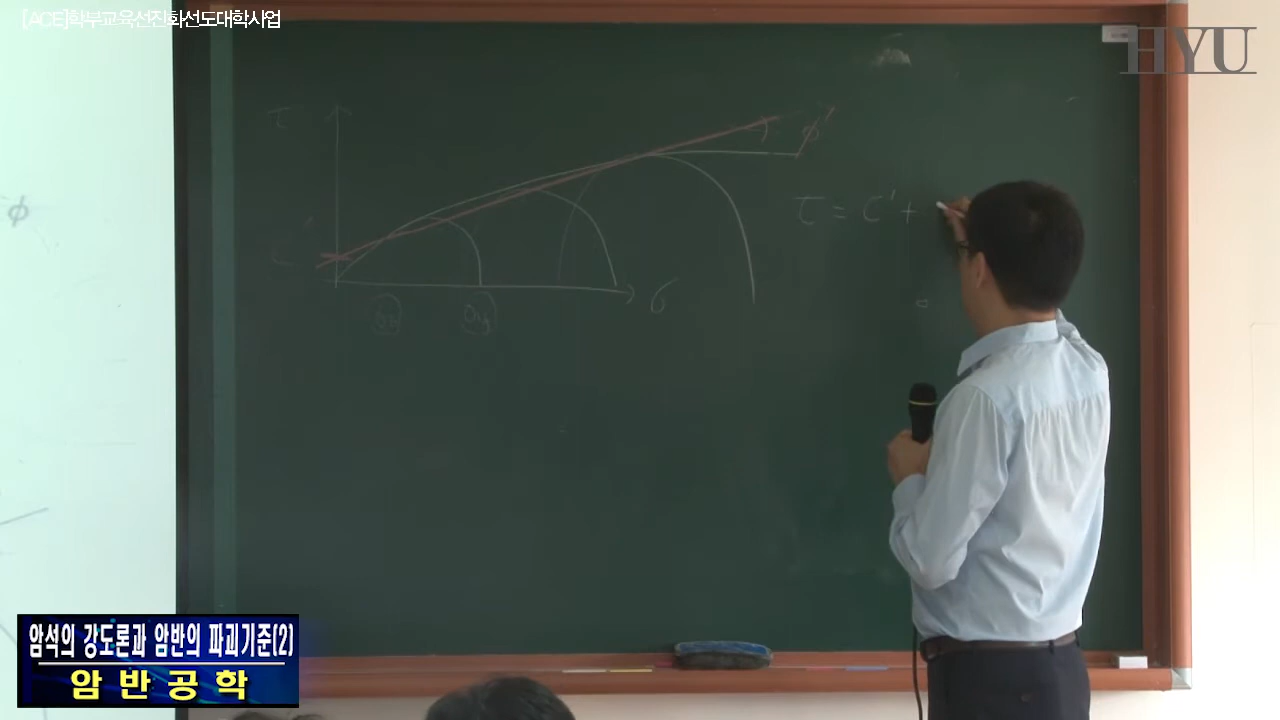 [ACE]학부교육선진화선도대학사업
HYU
τ
φ'
φ
τ = c' +
c'
σ
암석의 강도론과 암반의 파괴기준(2)
암반공학